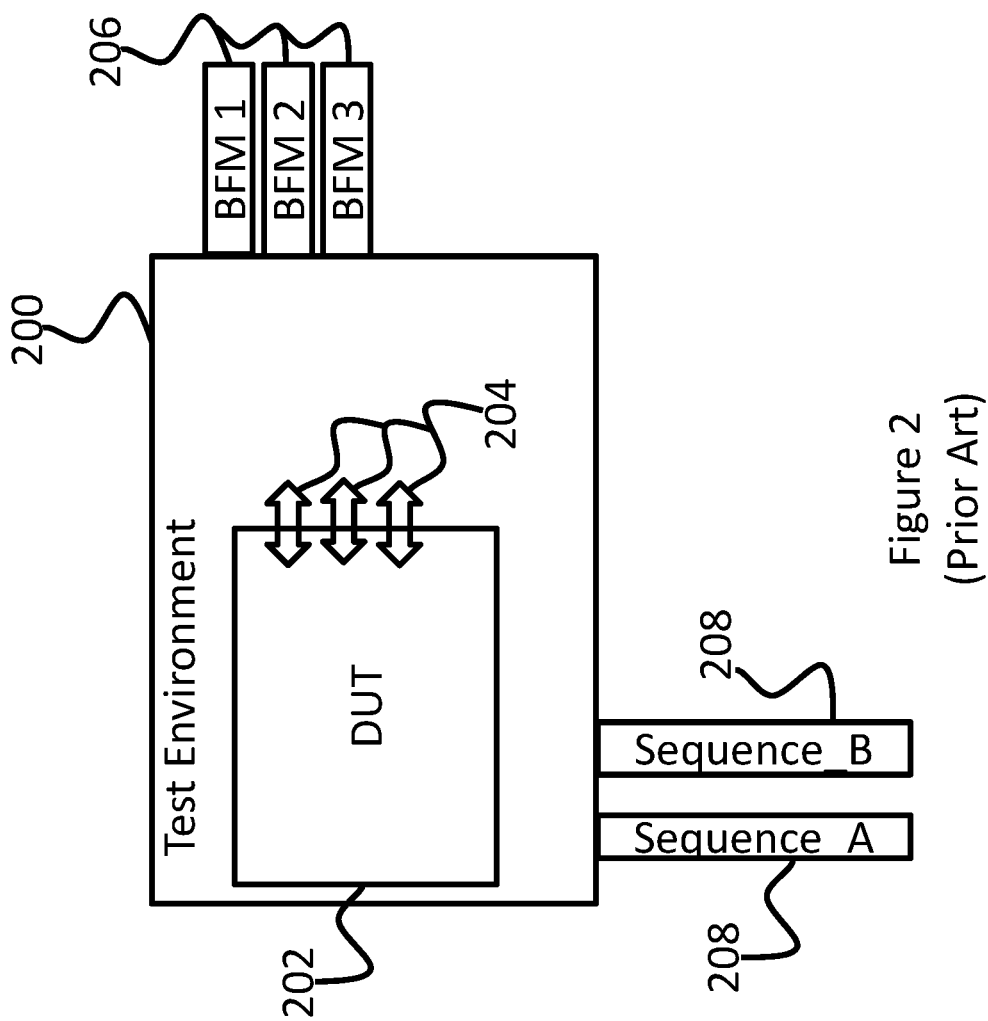 200
206
Test Environment
BFM 1
BFM 2
BFM 3
DUT
202
204
208
Sequence_A
Sequence_B
208
Figure 2
(Prior Art)